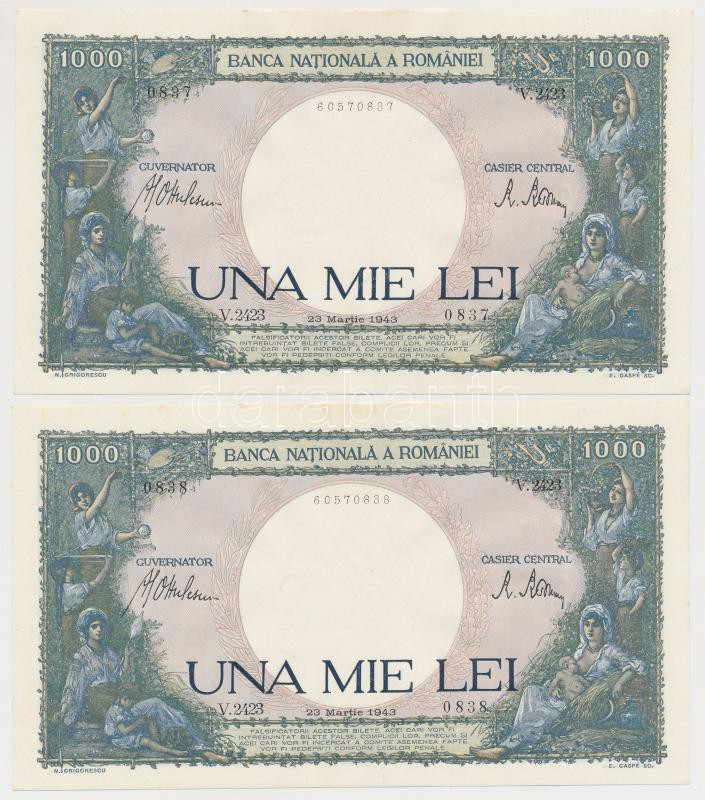 1000 BANCA NAȚIONALĂ A ROMÂNIEI 1000
0837 V.2423
60570837
GUVERNATOR CASIER CENTRAL
UNA MIE LEI
V.2423 23 Martie 1943 0837
FALSIFICATORII ACESTOR BILETE, ACEI CARI VOR FI
INTREBUINȚAT BILETE FALSE, COMPLICII LOR, PRECUM ȘI
ACEI CARI VOR FI INCERCAT A COMITE ASEMENEA FAPTE
VOR FI PEDEPSIȚI CONFORM LEGILOR PENALE
N. GRIGORESCU E. GASPÉ SC.
darabanth
1000 BANCA NAȚIONALĂ A ROMÂNIEI 1000
0838 V.2423
60570838
GUVERNATOR CASIER CENTRAL
UNA MIE LEI
V.2423 23 Martie 1943 0838
FALSIFICATORII ACESTOR BILETE, ACEI CARI VOR FI
INTREBUINȚAT BILETE FALSE, COMPLICII LOR, PRECUM ȘI
ACEI CARI VOR FI INCERCAT A COMITE ASEMENEA FAPTE
VOR FI PEDEPSIȚI CONFORM LEGILOR PENALE
N. GRIGORESCU E. GASPÉ SC.